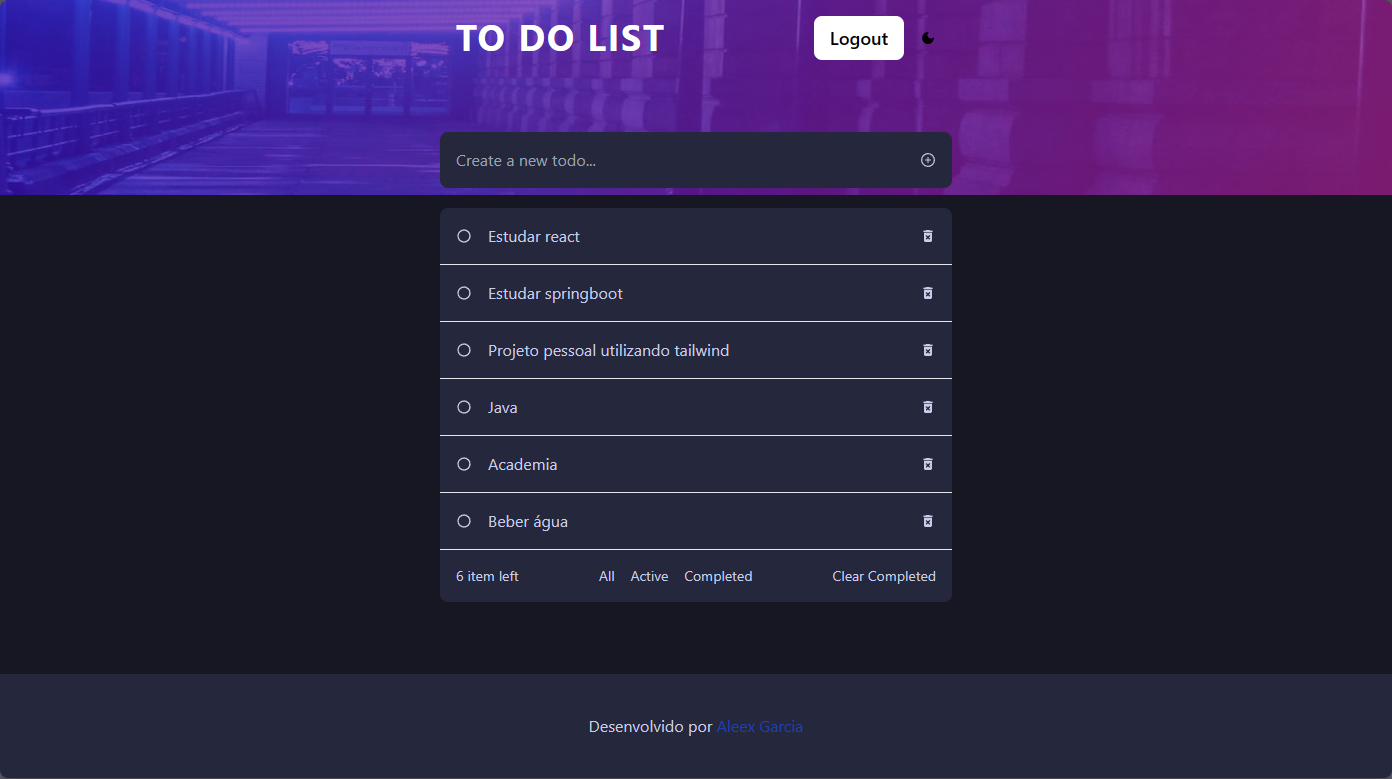 TO DO LIST
Logout
Create a new todo...
Estudar react
Estudar springboot
Projeto pessoal utilizando tailwind
Java
Academia
Beber água
6 item left All Active Completed Clear Completed
Desenvolvido por Aleex Garcia